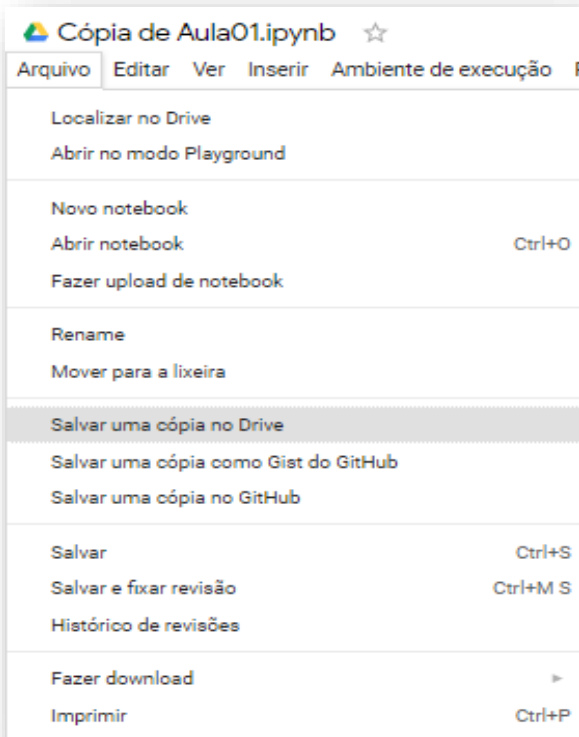 Cópia de Aula01.ipynb
Arquivo Editar Ver Inserir Ambiente de execução
Localizar no Drive
Abrir no modo Playground
Novo notebook
Abrir notebook Ctrl+O
Fazer upload de notebook
Rename
Mover para a lixeira
Salvar uma cópia no Drive
Salvar uma cópia como Gist do GitHub
Salvar uma cópia no GitHub
Salvar Ctrl+S
Salvar e fixar revisão Ctrl+M S
Histórico de revisões
Fazer download
Imprimir Ctrl+P